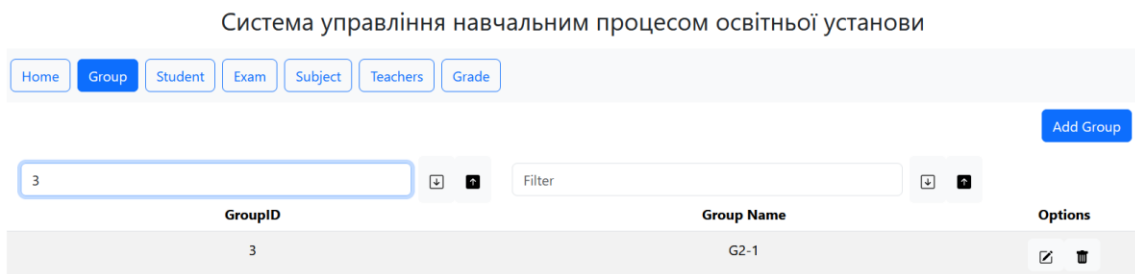 Система управління навчальним процесом освітньої установи
Home Group Student Exam Subject Teachers Grade
Add Group
3 Filter
GroupID Group Name Options
3 G2-1